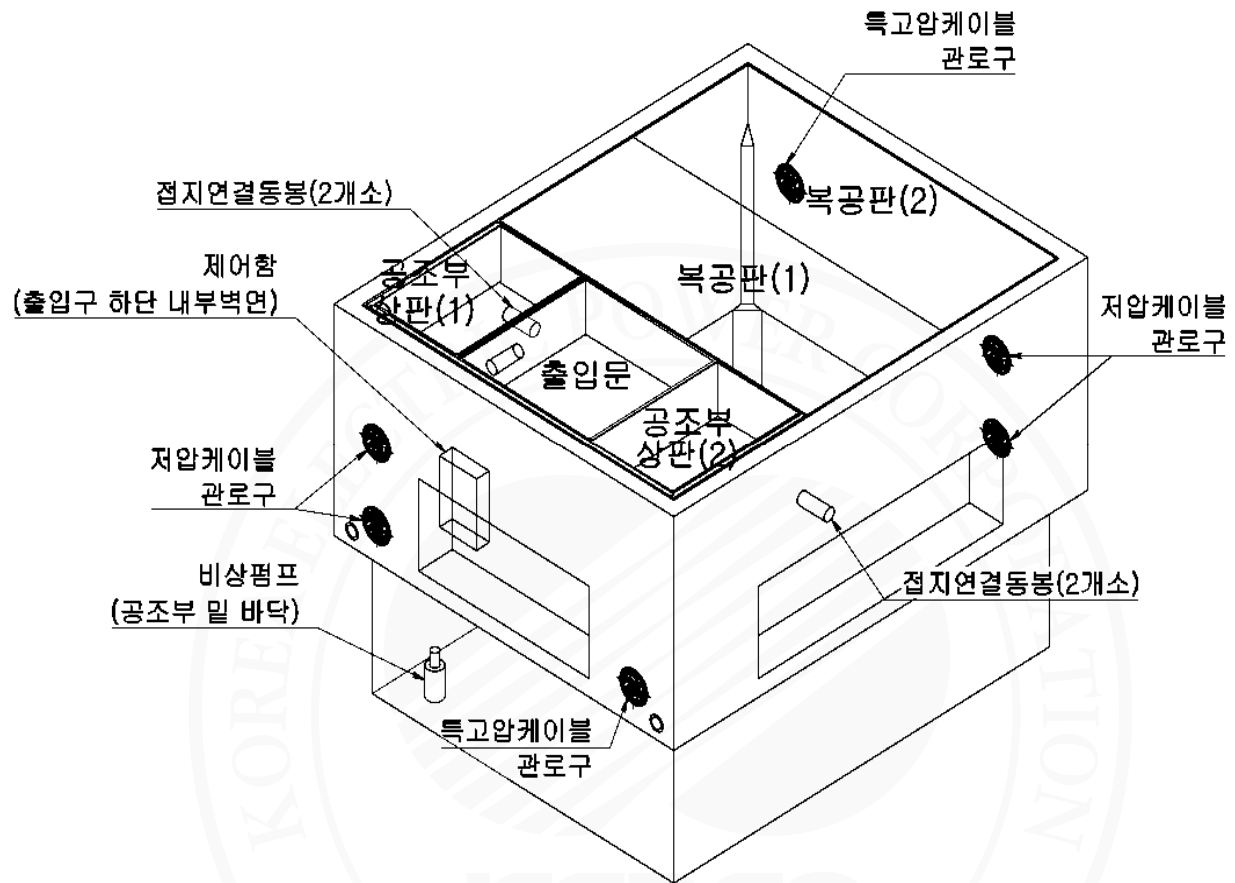 특고압케이블
관로구
접지연결동봉(2개소)
복공판(2)
제어함
(출입구 하단 내부벽면)
공조부
상판(1)
복공판(1)
저압케이블
관로구
출입문
공조부
상판(2)
저압케이블
관로구
비상펌프
(공조부 밑 바닥)
접지연결동봉(2개소)
특고압케이블
관로구
KOREA ELECTRIC POWER CORPORATION